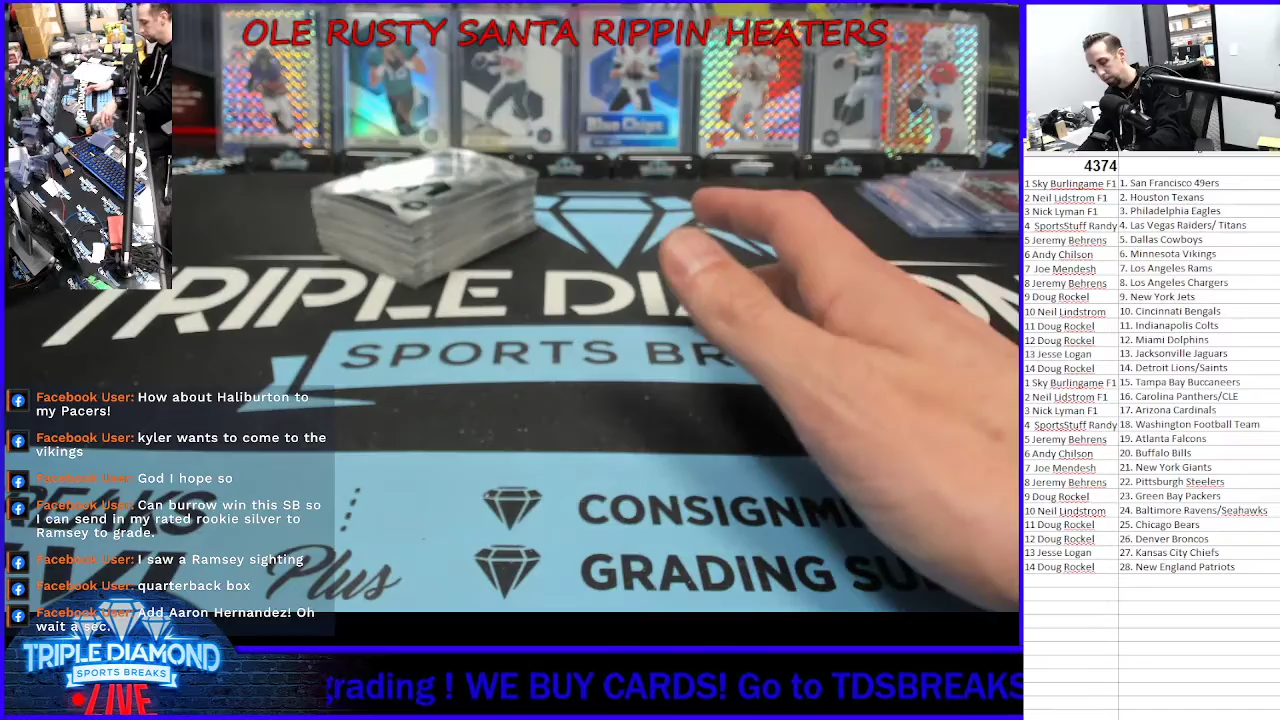 OLE RUSTY SANTA RIPPIN HEATERS
Blue Chips
TRIPLE DIAMON
SPORTS BR
CONSIGNM
GRADING SU
Plus
Facebook User: How about Haliburton to
my Pacers!
Facebook User: kyler wants to come to the
vikings
Facebook User: God I hope so
Facebook User: Can burrow win this SB so
I can send in my rated rookie silver to
Ramsey to grade.
Facebook User: I saw a Ramsey sighting
Facebook User: quarterback box
Facebook User: Add Aaron Hernandez! Oh
wait a sec.
TRIPLE DIAMOND
SPORTS BREAKS
LIVE
grading ! WE BUY CARDS! Go to TDSBREAKS
4374
1 Sky Burlingame F1 1. San Francisco 49ers
2 Neil Lidstrom F1 2. Houston Texans
3 Nick Lyman F1 3. Philadelphia Eagles
4 SportsStuff Randy 4. Las Vegas Raiders/ Titans
5 Jeremy Behrens 5. Dallas Cowboys
6 Andy Chilson 6. Minnesota Vikings
7 Joe Mendesh 7. Los Angeles Rams
8 Jeremy Behrens 8. Los Angeles Chargers
9 Doug Rockel 9. New York Jets
10 Neil Lindstrom 10. Cincinnati Bengals
11 Doug Rockel 11. Indianapolis Colts
12 Doug Rockel 12. Miami Dolphins
13 Jesse Logan 13. Jacksonville Jaguars
14 Doug Rockel 14. Detroit Lions/Saints
1 Sky Burlingame F1 15. Tampa Bay Buccaneers
2 Neil Lidstrom F1 16. Carolina Panthers/CLE
3 Nick Lyman F1 17. Arizona Cardinals
4 SportsStuff Randy 18. Washington Football Team
5 Jeremy Behrens 19. Atlanta Falcons
6 Andy Chilson 20. Buffalo Bills
7 Joe Mendesh 21. New York Giants
8 Jeremy Behrens 22. Pittsburgh Steelers
9 Doug Rockel 23. Green Bay Packers
10 Neil Lindstrom 24. Baltimore Ravens/Seahawks
11 Doug Rockel 25. Chicago Bears
12 Doug Rockel 26. Denver Broncos
13 Jesse Logan 27. Kansas City Chiefs
14 Doug Rockel 28. New England Patriots